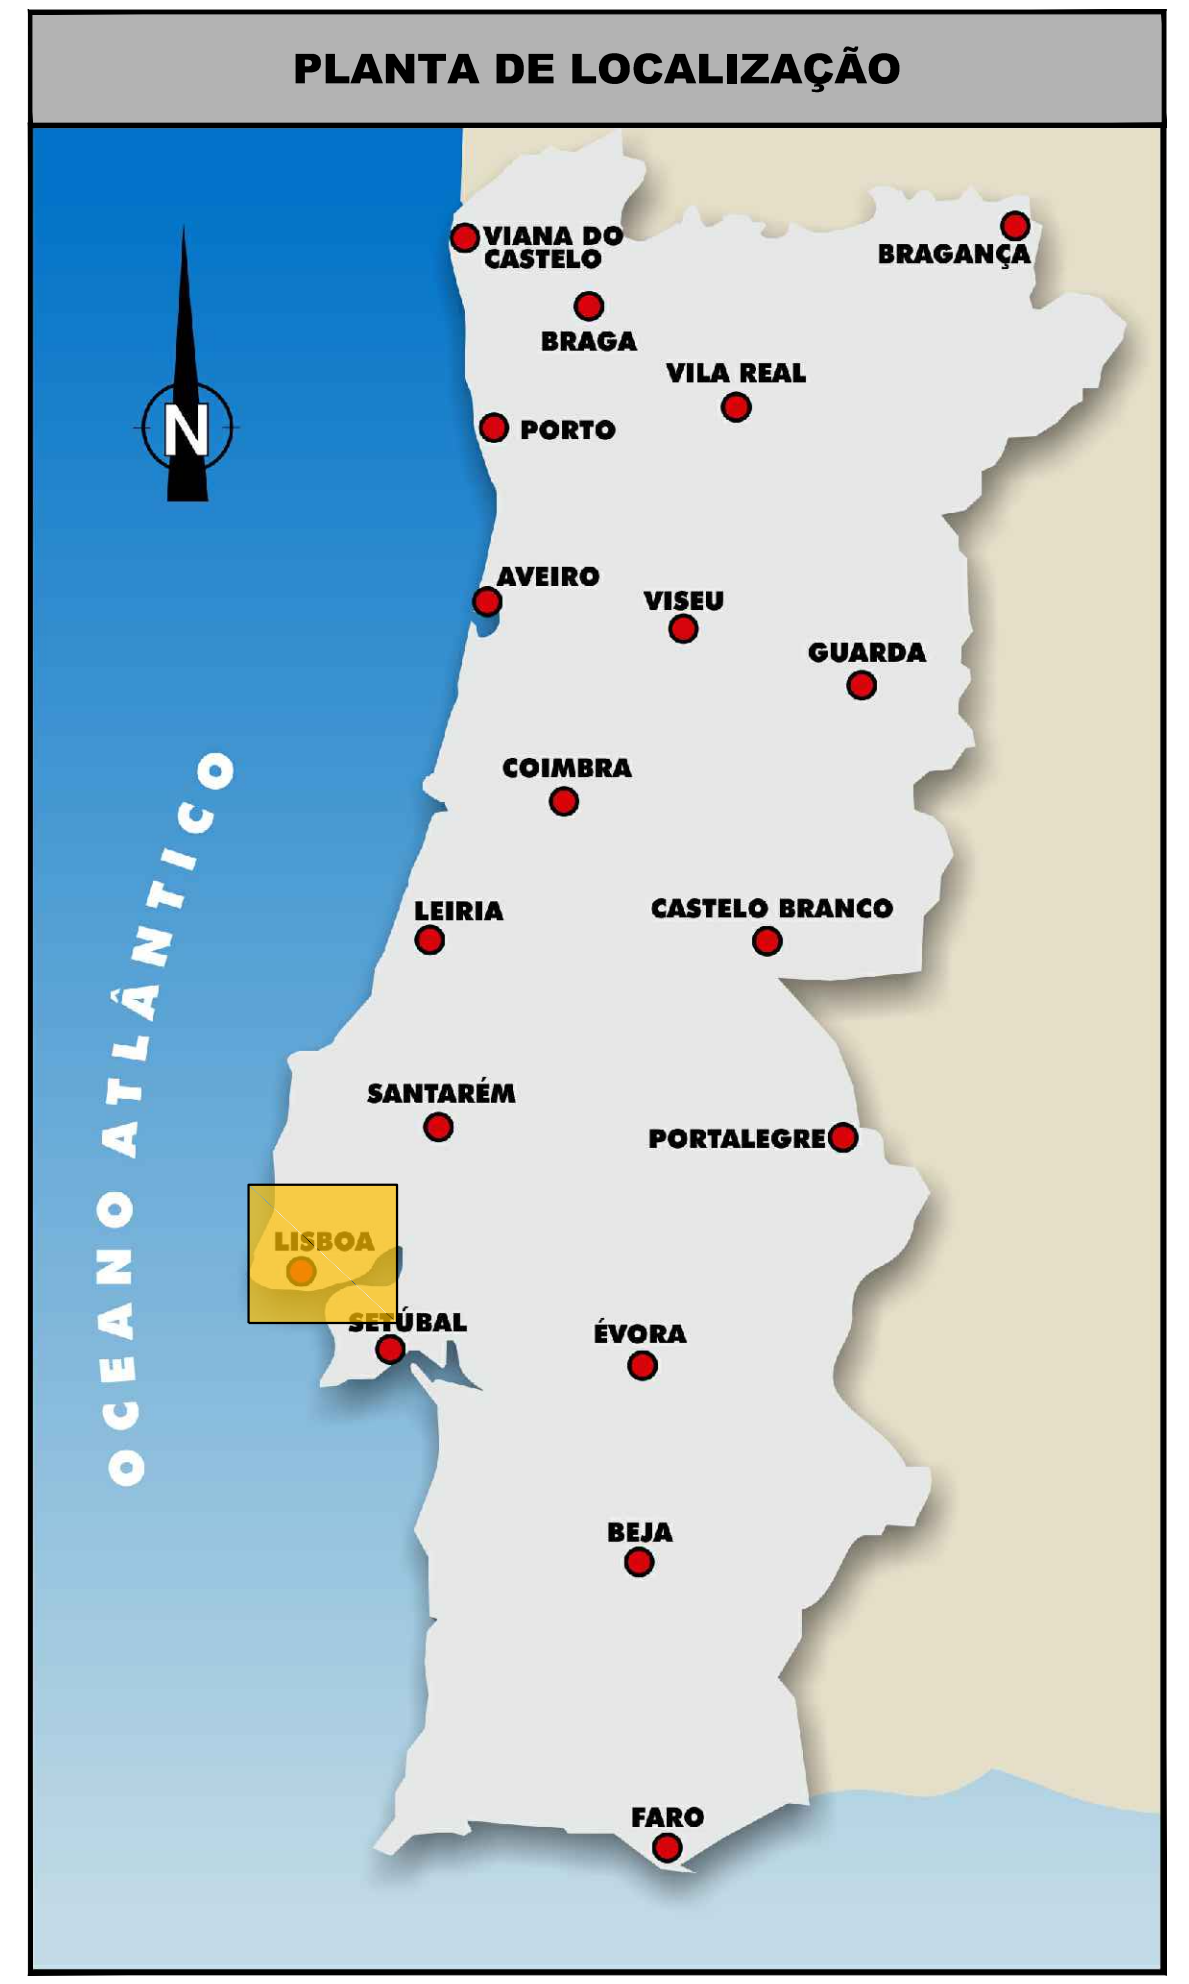 PLANTA DE LOCALIZAÇÃO
VIANA DO
CASTELO
BRAGANÇA
BRAGA
VILA REAL
N
PORTO
AVEIRO
VISEU
GUARDA
COIMBRA
OCEANO ATLÂNTICO
LEIRIA
CASTELO BRANCO
SANTARÉM
PORTALEGRE
LISBOA
SETÚBAL
ÉVORA
BEJA
FARO